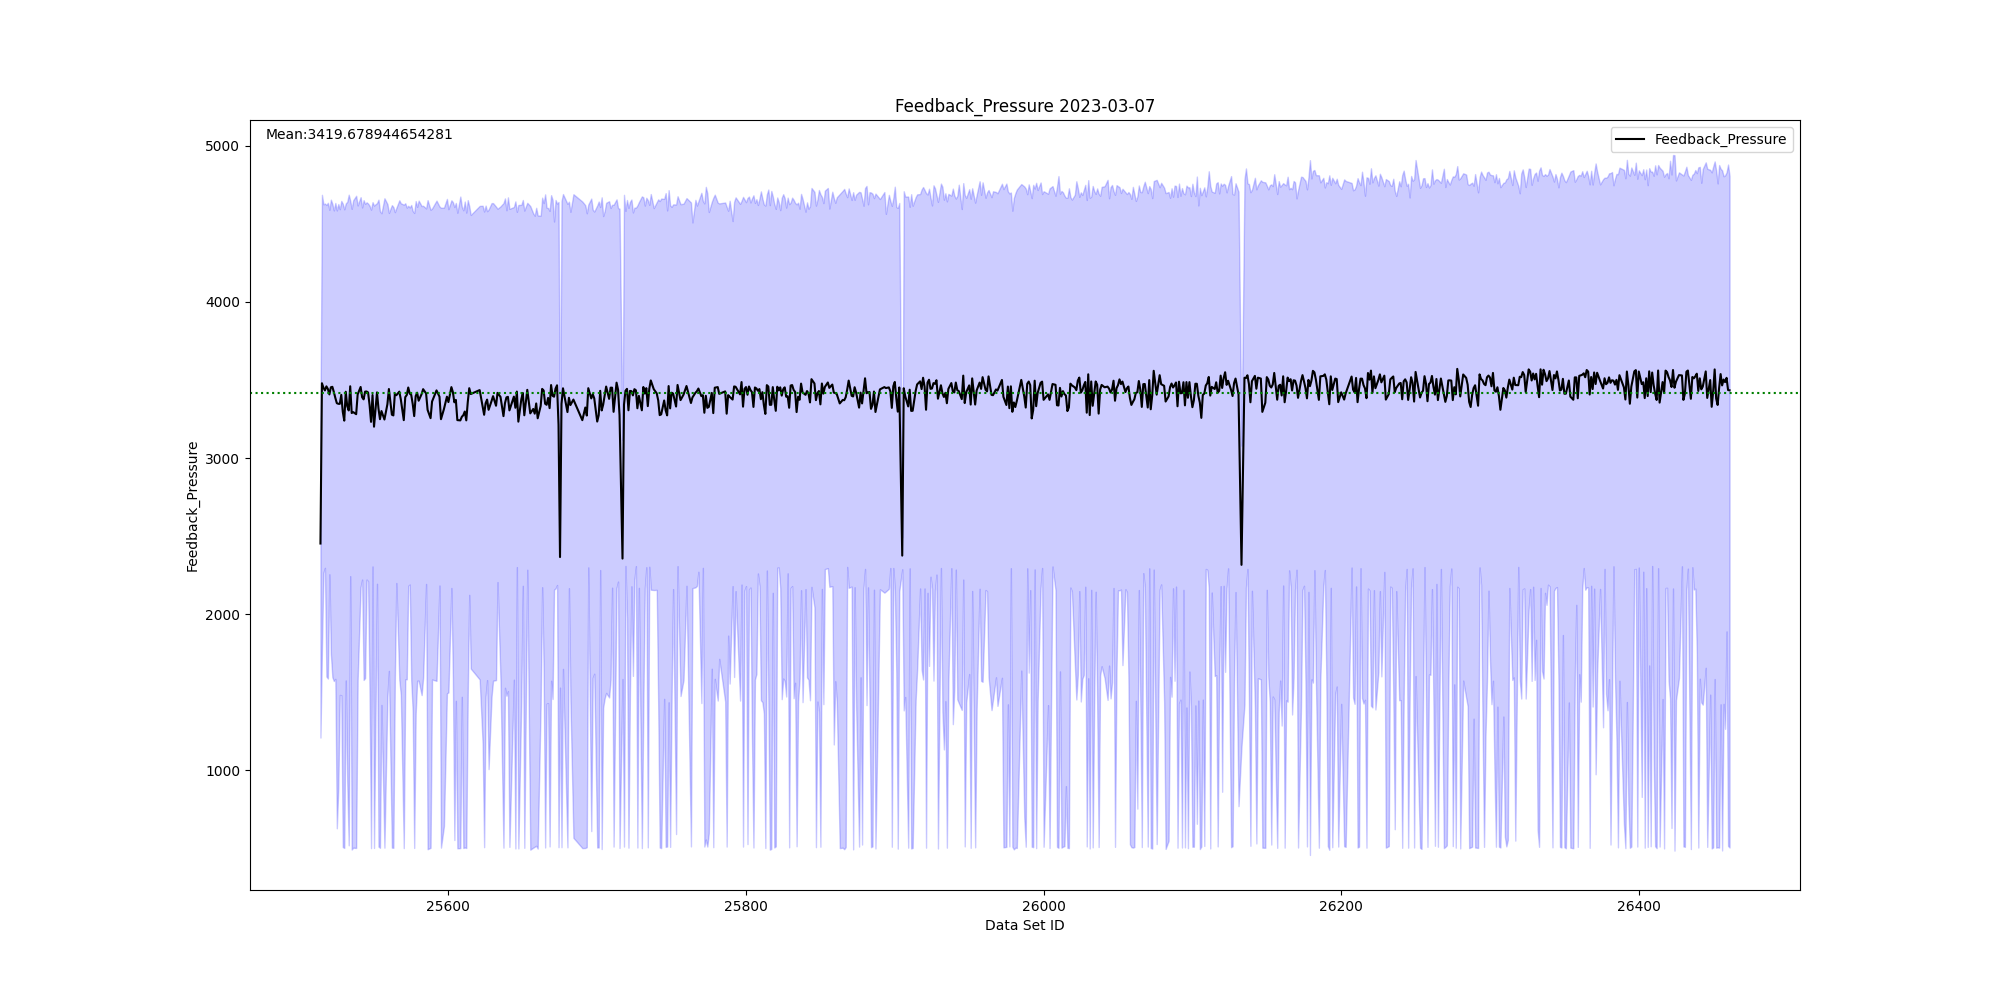 Feedback_Pressure 2023-03-07
Mean:3419.678944654281
Feedback_Pressure
5000
4000
3000
2000
1000
Feedback_Pressure
25600
25800
26000
26200
26400
Data Set ID